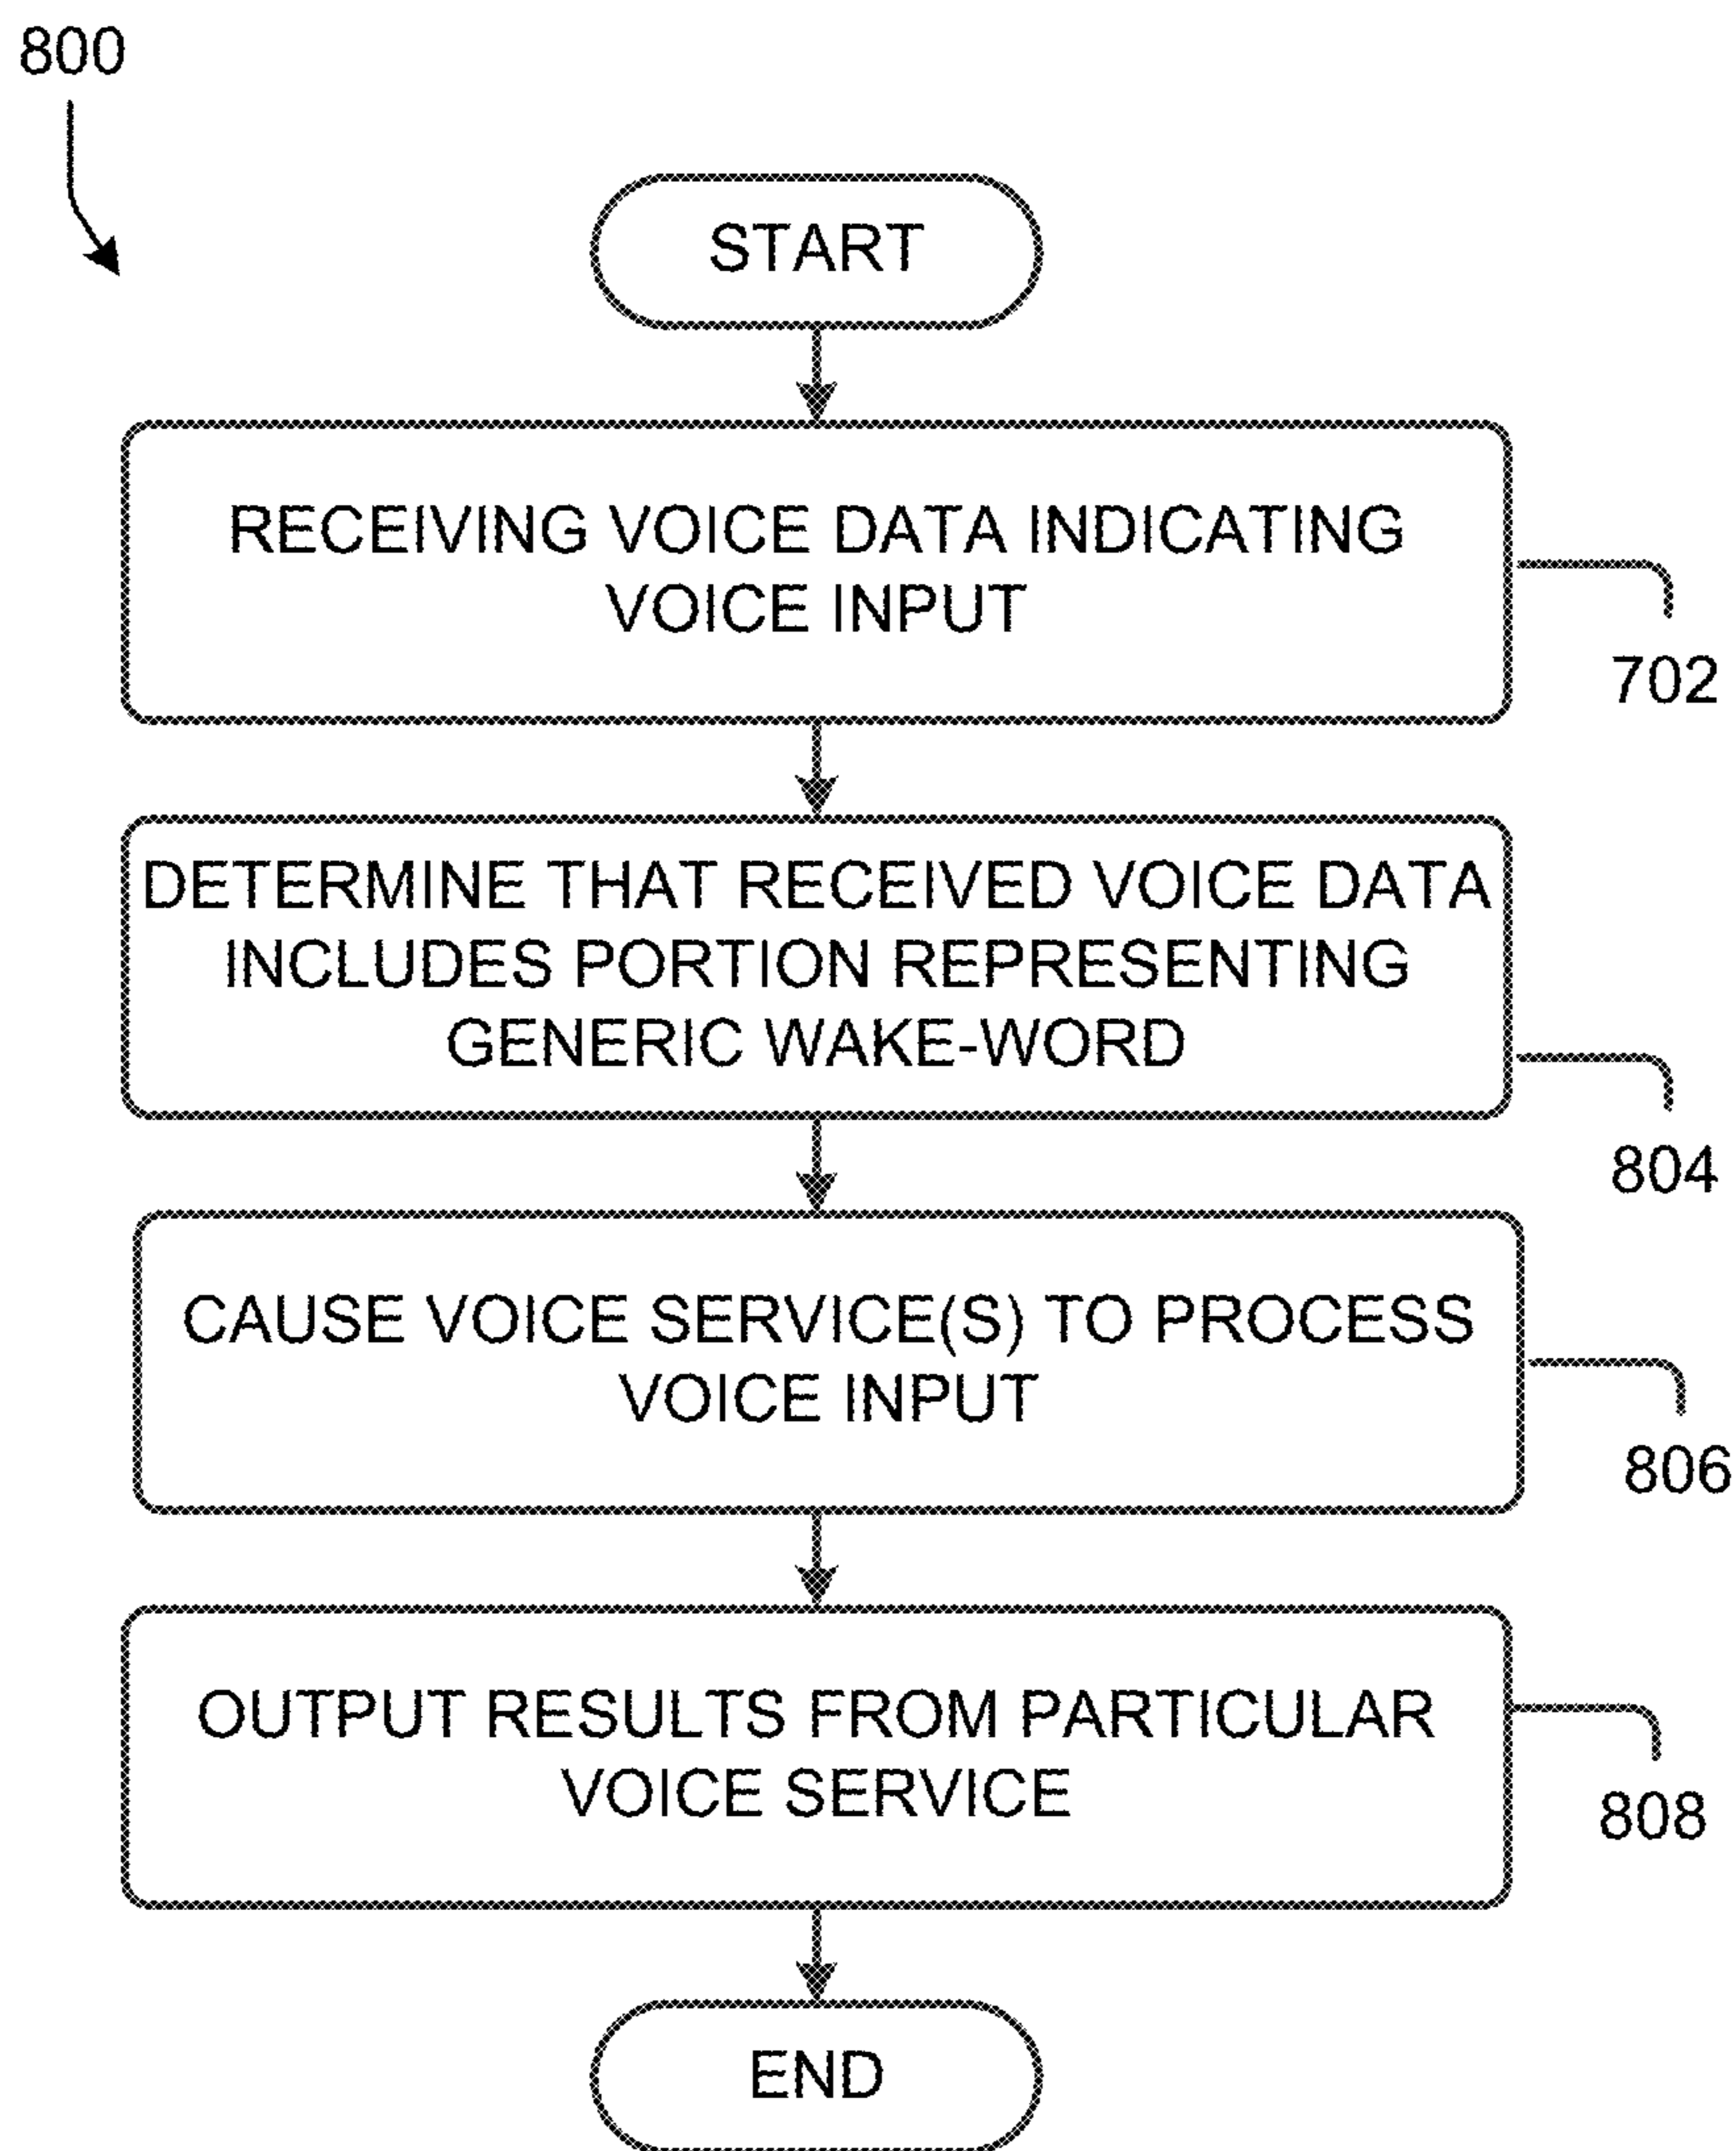 800
START
RECEIVING VOICE DATA INDICATING
VOICE INPUT
702
DETERMINE THAT RECEIVED VOICE DATA
INCLUDES PORTION REPRESENTING
GENERIC WAKE-WORD
804
CAUSE VOICE SERVICE(S) TO PROCESS
VOICE INPUT
806
OUTPUT RESULTS FROM PARTICULAR
VOICE SERVICE
808
END